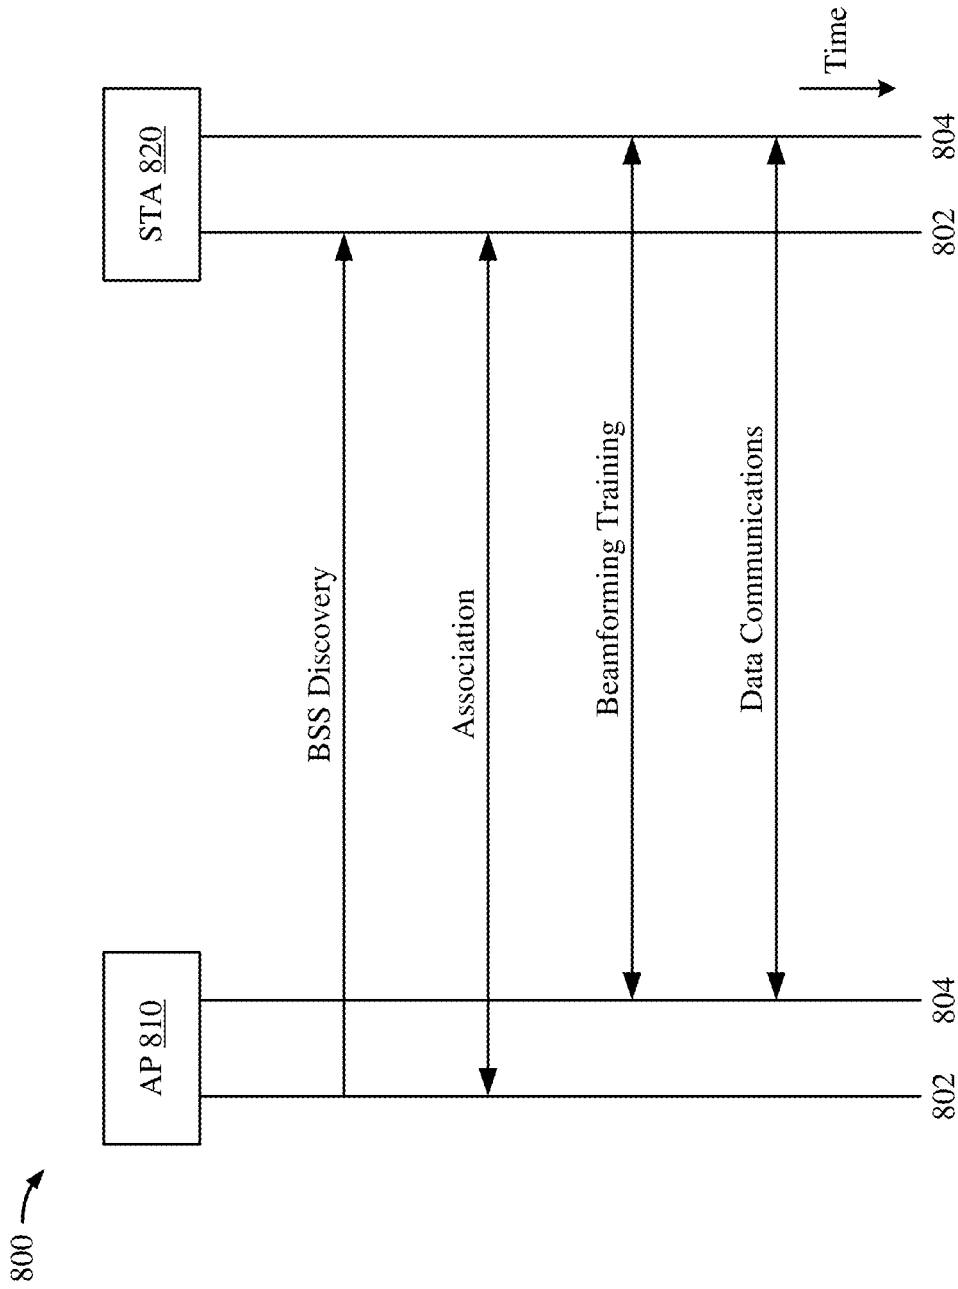 800
AP 810
STA 820
BSS Discovery
Association
Beamforming Training
Data Communications
Time
802
804
802
804